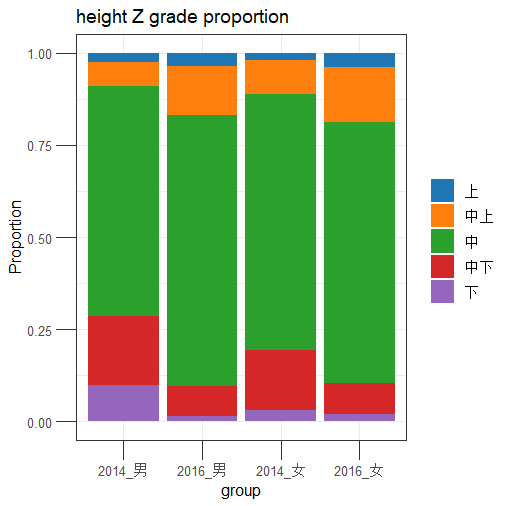 height Z grade proportion
1.00
0.75
0.50
0.25
0.00
Proportion
2014_男
2016_男
2014_女
2016_女
group
上
中上
中
中下
下